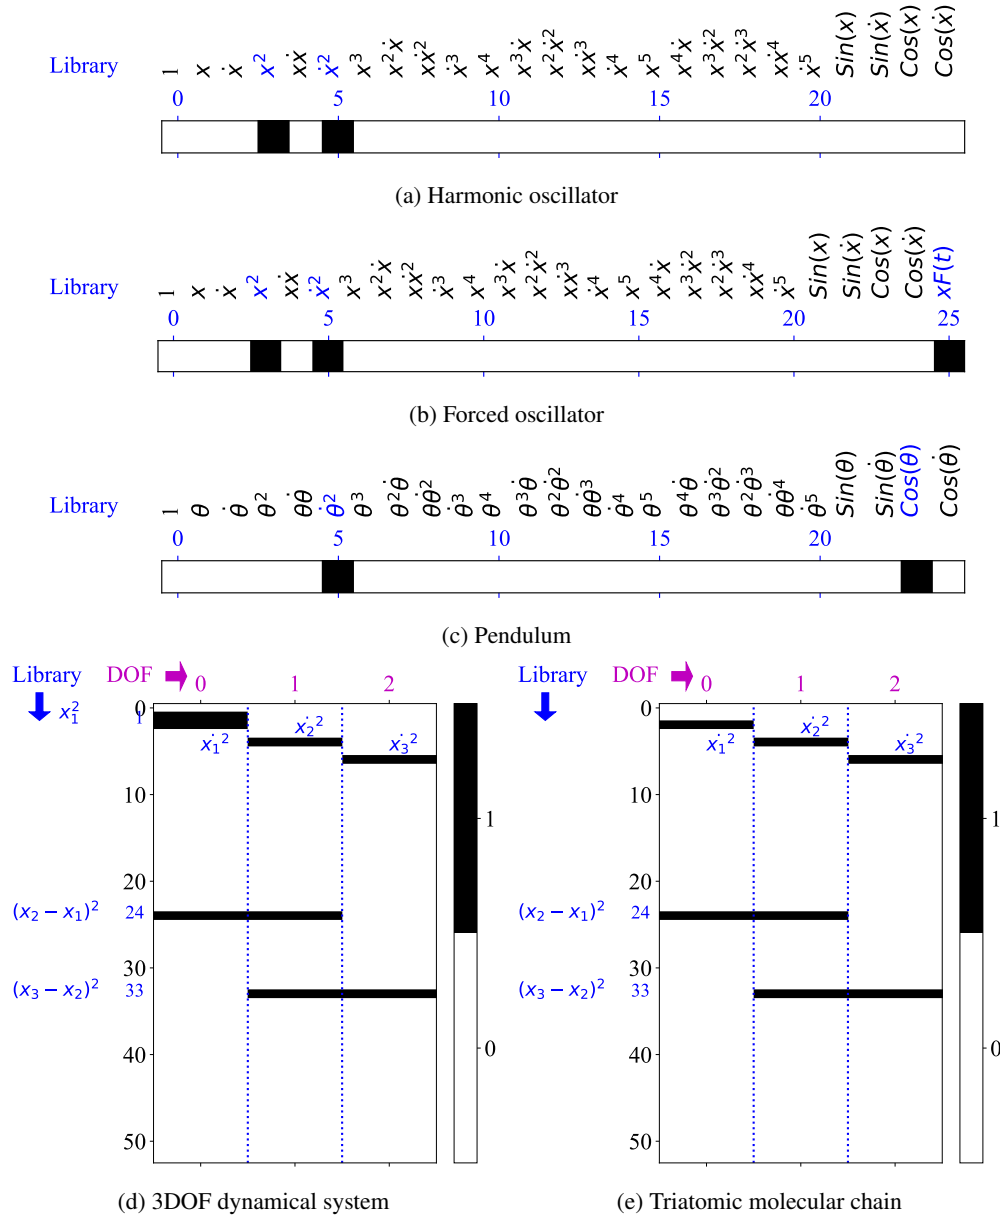 Library 1 x ẋ x² xẋ ẋ² x³ x²ẋ xẋ² ẋ³ x⁴ x³ẋ x²ẋ² xẋ³ ẋ⁴ x⁵ x⁴ẋ x³ẋ² x²ẋ³ xẋ⁴ ẋ⁵ Sin(x) Sin(ẋ) Cos(x) Cos(ẋ)
0 5 10 15 20
(a) Harmonic oscillator
Library 1 x ẋ x² xẋ ẋ² x³ x²ẋ xẋ² ẋ³ x⁴ x³ẋ x²ẋ² xẋ³ ẋ⁴ x⁵ x⁴ẋ x³ẋ² x²ẋ³ xẋ⁴ ẋ⁵ Sin(x) Sin(ẋ) Cos(x) Cos(ẋ) xF(t)
0 5 10 15 20 25
(b) Forced oscillator
Library 1 θ θ̇ θ² θθ̇ θ̇² θ³ θ²θ̇ θθ̇² θ̇³ θ⁴ θ³θ̇ θ²θ̇² θθ̇³ θ̇⁴ θ⁵ θ⁴θ̇ θ³θ̇² θ²θ̇³ θθ̇⁴ θ̇⁵ Sin(θ) Sin(θ̇) Cos(θ) Cos(θ̇)
0 5 10 15 20
(c) Pendulum
Library DOF
0 1 2
0
x₁² 1
ẋ₁² ẋ₂² ẋ₃²
10
20
(x₂ − x₁)² 24
30
(x₃ − x₂)² 33
40
50
1
0
(d) 3DOF dynamical system
Library DOF
0 1 2
0
ẋ₁² ẋ₂² ẋ₃²
10
20
(x₂ − x₁)² 24
30
(x₃ − x₂)² 33
40
50
1
0
(e) Triatomic molecular chain